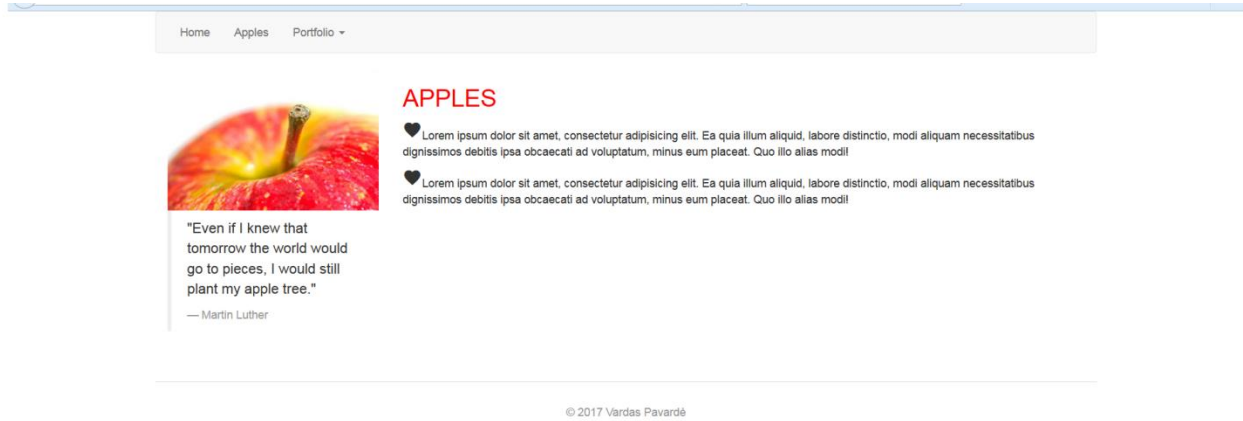 Home Apples Portfolio
APPLES
Lorem ipsum dolor sit amet, consectetur adipisicing elit. Ea quia illum aliquid, labore distinctio, modi aliquam necessitatibus
dignissimos debitis ipsa obcaecati ad voluptatum, minus eum placeat. Quo illo alias modi!
Lorem ipsum dolor sit amet, consectetur adipisicing elit. Ea quia illum aliquid, labore distinctio, modi aliquam necessitatibus
dignissimos debitis ipsa obcaecati ad voluptatum, minus eum placeat. Quo illo alias modi!
"Even if I knew that
tomorrow the world would
go to pieces, I would still
plant my apple tree."
— Martin Luther
© 2017 Vardas Pavardė